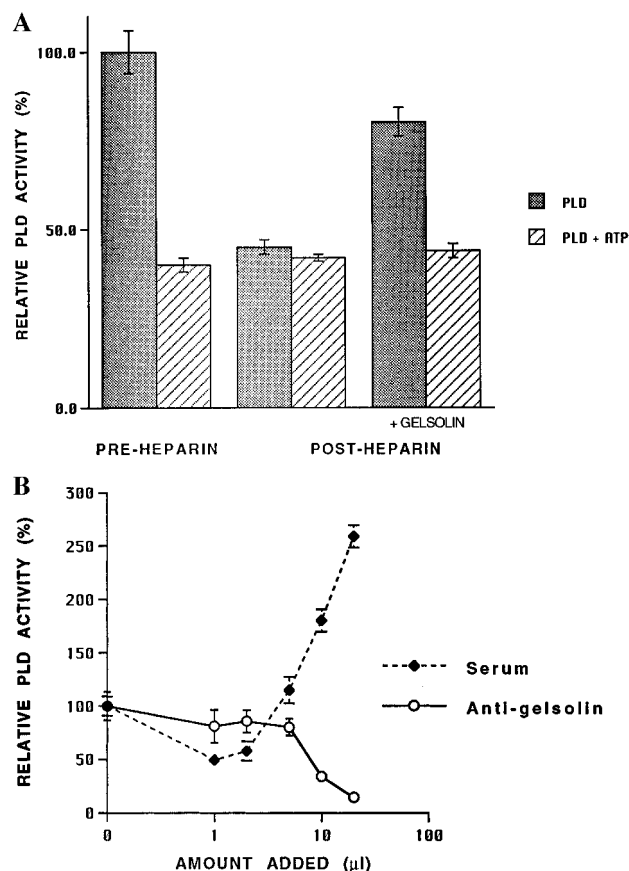 A
RELATIVE PLD ACTIVITY (%)
100.0
50.0
0.0
PLD
PLD + ATP
+ GELSOLIN
PRE-HEPARIN
POST-HEPARIN
B
RELATIVE PLD ACTIVITY (%)
300
250
200
150
100
50
0
Serum
Anti-gelsolin
0
1
10
100
AMOUNT ADDED (µl)